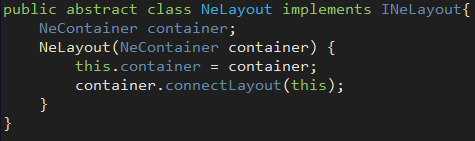 public abstract class NeLayout implements INeLayout{
    NeContainer container;
    NeLayout(NeContainer container) {
        this.container = container;
        container.connectLayout(this);
    }
}